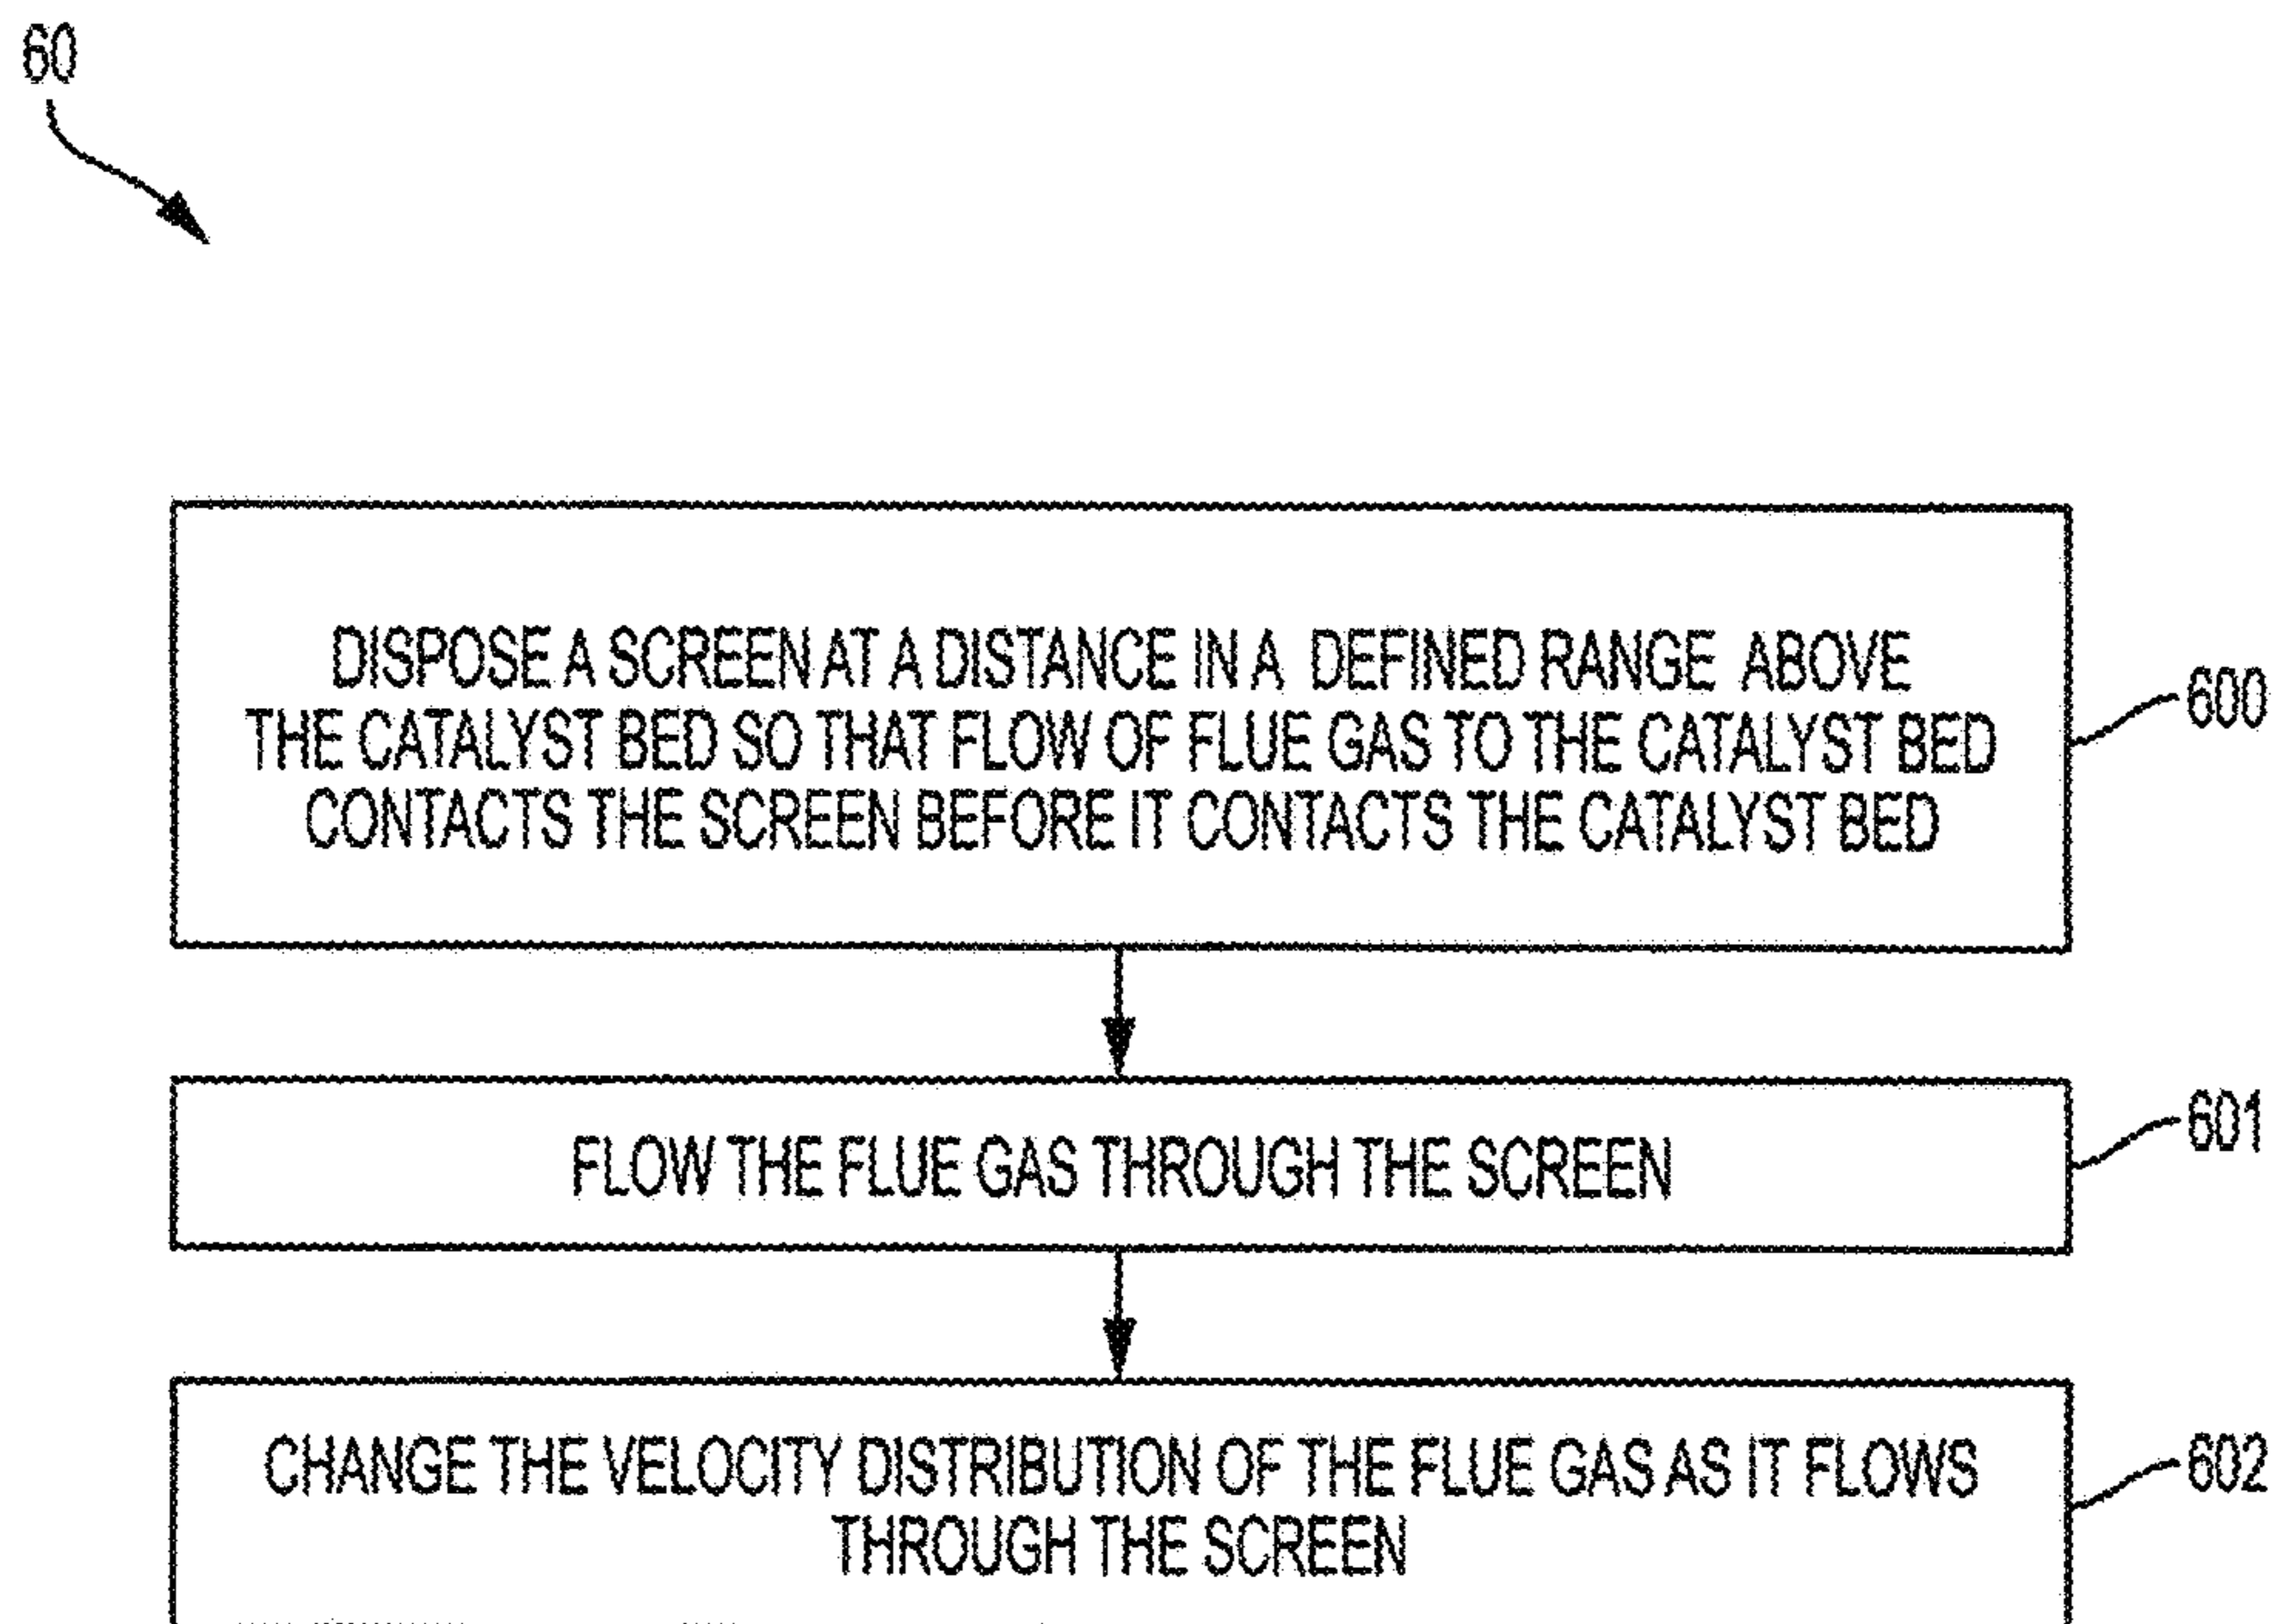 60
DISPOSE A SCREEN AT A DISTANCE IN A DEFINED RANGE ABOVE
THE CATALYST BED SO THAT FLOW OF FLUE GAS TO THE CATALYST BED
CONTACTS THE SCREEN BEFORE IT CONTACTS THE CATALYST BED
600
FLOW THE FLUE GAS THROUGH THE SCREEN
601
CHANGE THE VELOCITY DISTRIBUTION OF THE FLUE GAS AS IT FLOWS
THROUGH THE SCREEN
602